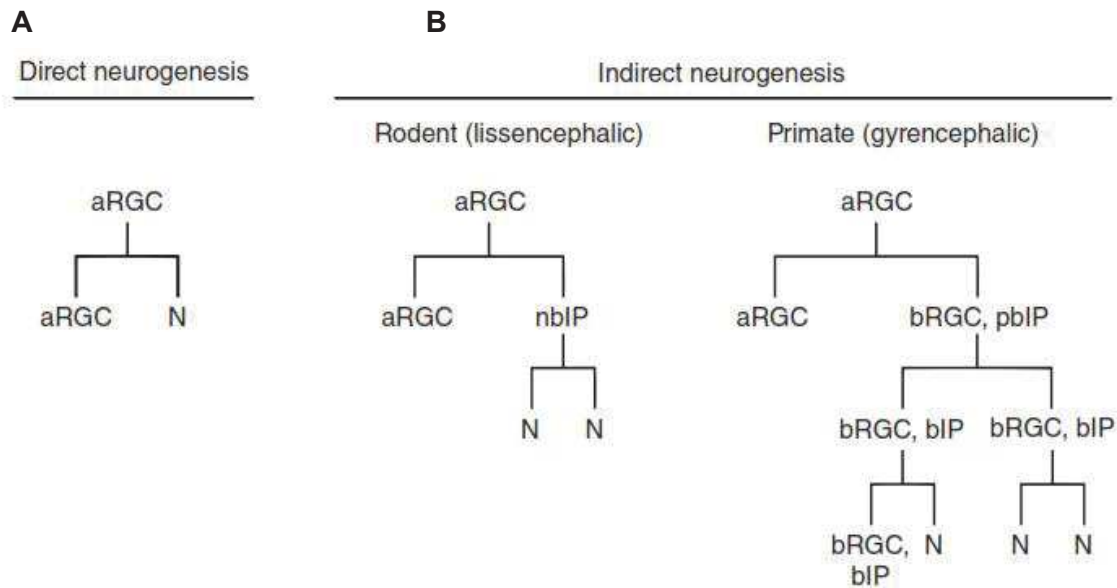 A B
Direct neurogenesis Indirect neurogenesis
Rodent (lissencephalic) Primate (gyrencephalic)
aRGC aRGC aRGC
aRGC N aRGC nbIP aRGC bRGC, pbIP
N N bRGC, bIP bRGC, bIP
bRGC, N N N
bIP